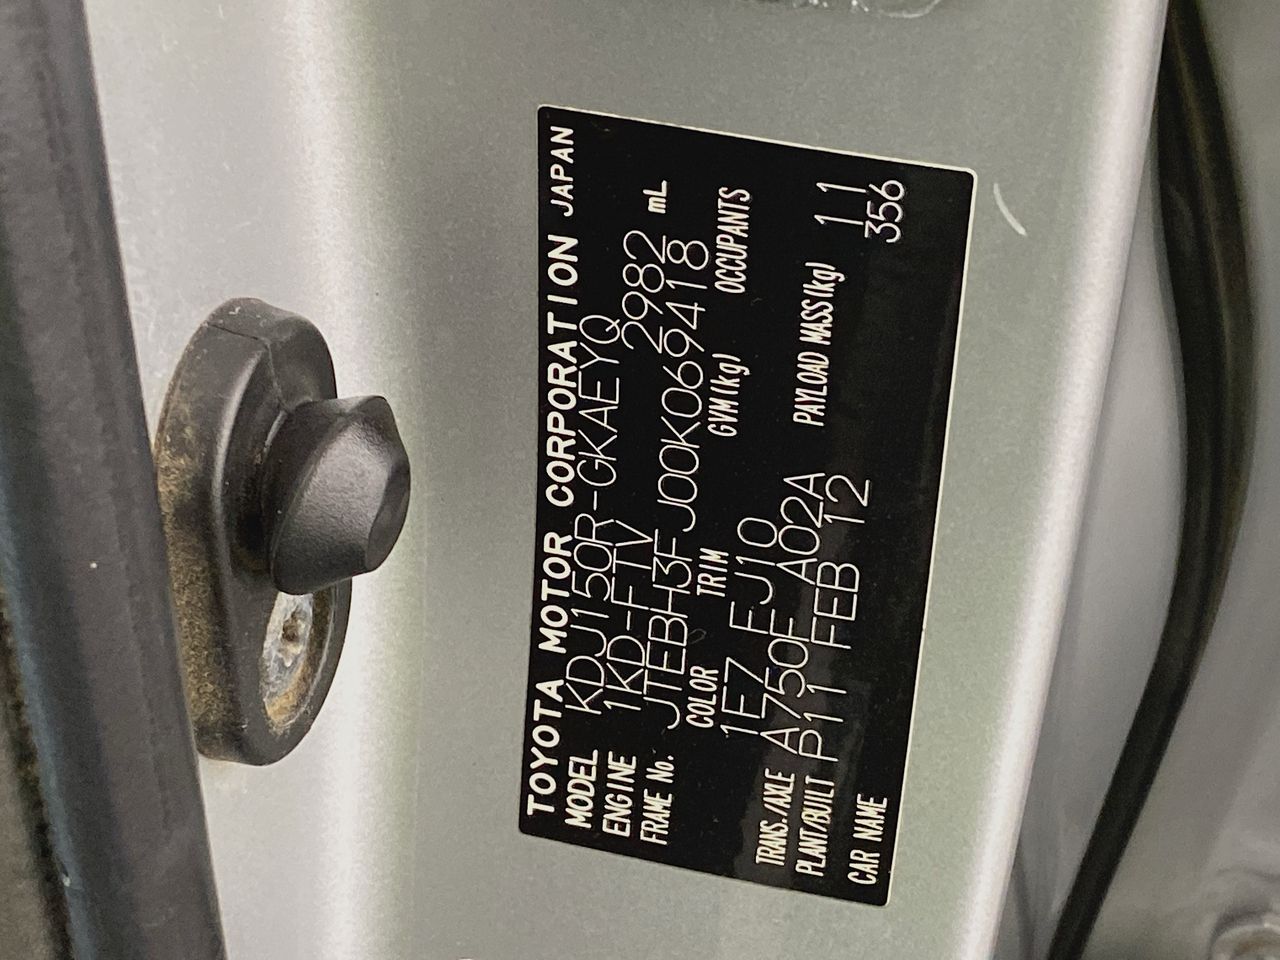 TOYOTA MOTOR CORPORATION JAPAN
MODEL KDJ150R-GKAEYQ
ENGINE 1KD-FTV 2982 mL
FRAME No. JTEBH3FJ00K069418
COLOR TRIM GVM(kg) OCCUPANTS
1E7 FJ10
TRANS./AXLE A750F A02A PAYLOAD MASS(kg) 11
PLANT/BUILT P11 FEB 12 356
CAR NAME